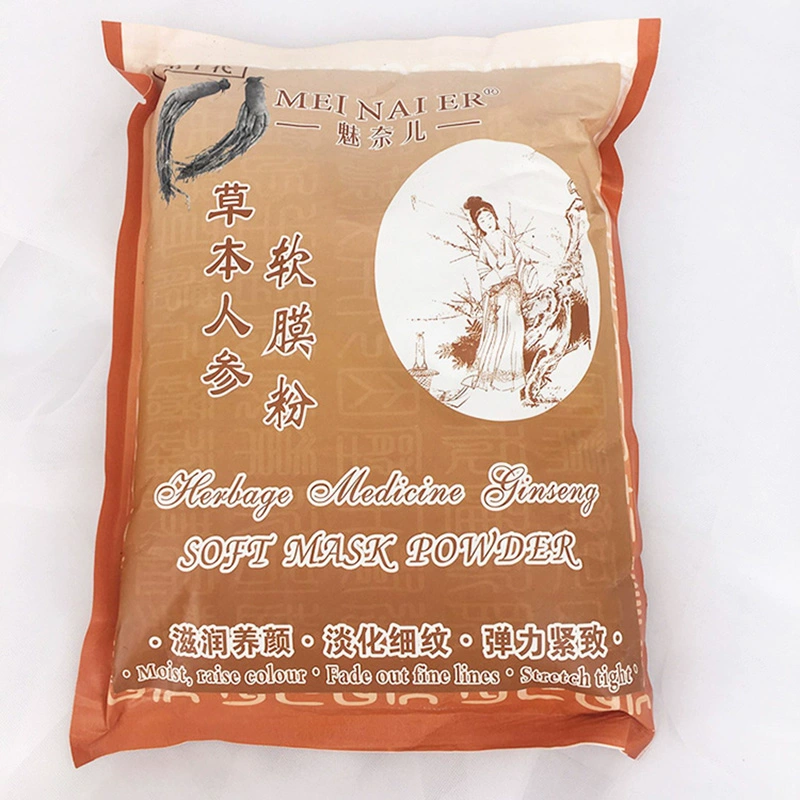 MEI NAI ER®
魅奈儿
草本人参
软膜粉
Herbage Medicine Ginseng
SOFT MASK POWDER
·滋润养颜·淡化细纹·弹力紧致·
·Moist, raise colour·Fade out fine lines·Stretch tight·